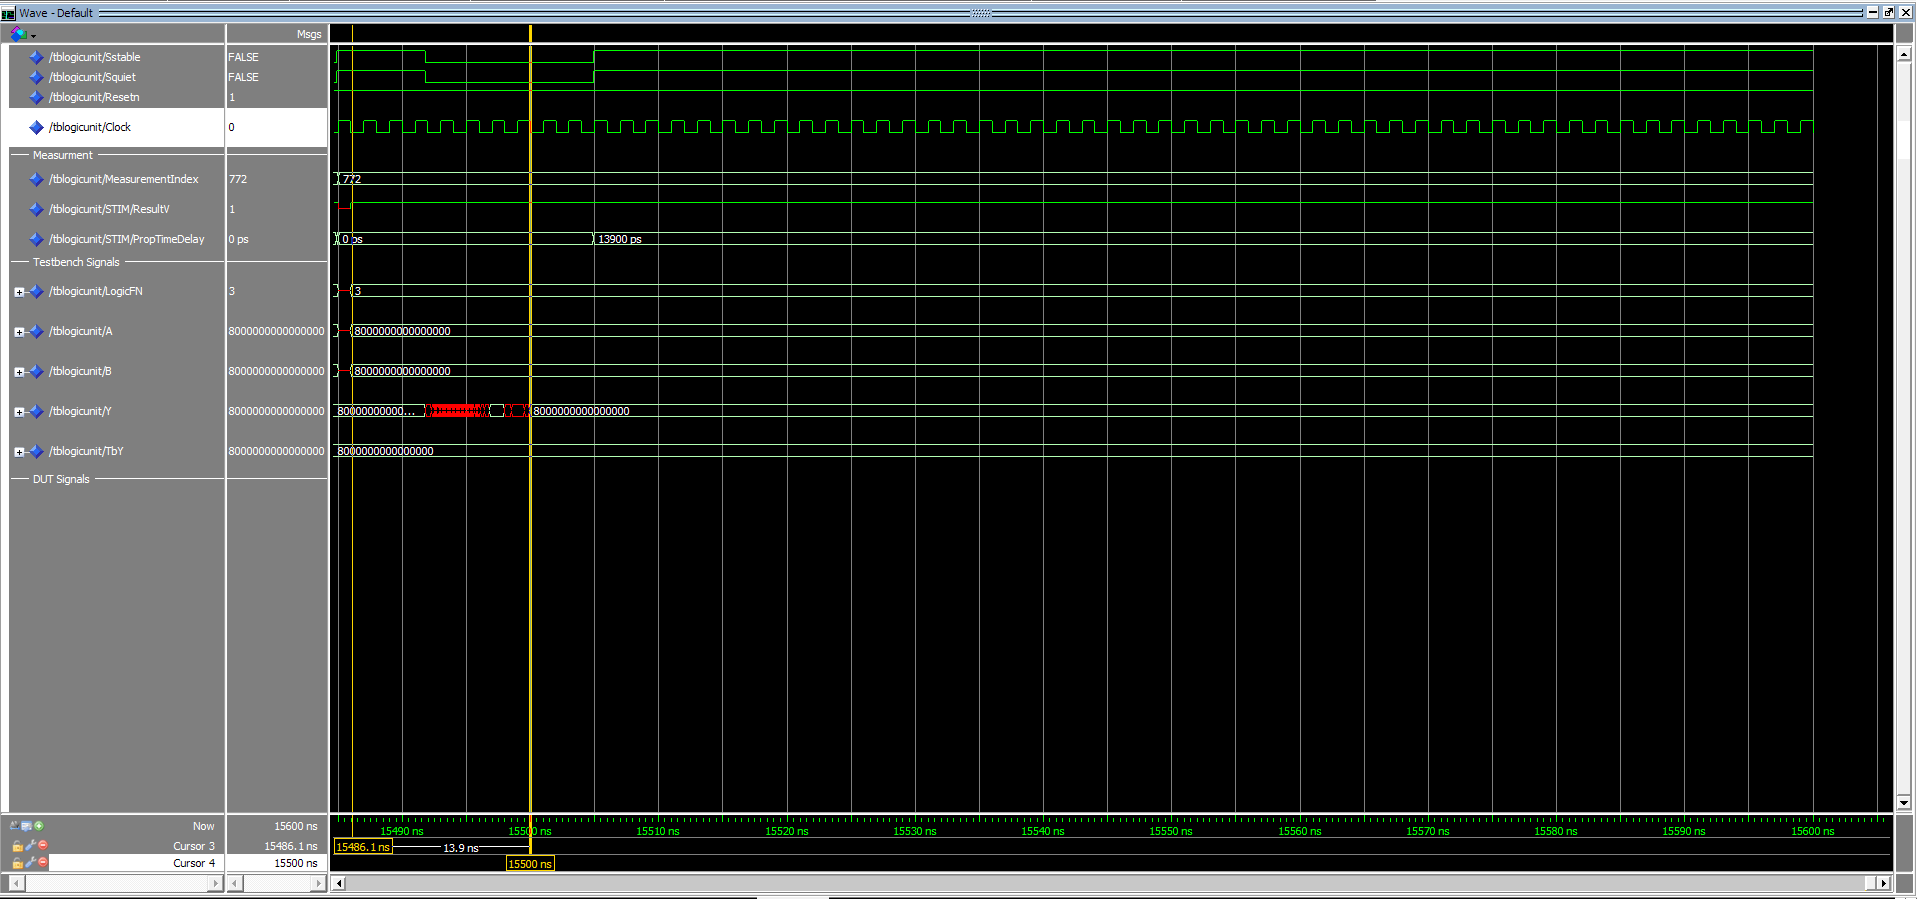 Wave - Default
Msgs
/tblogicunit/Sstable FALSE
/tblogicunit/Squiet FALSE
/tblogicunit/Resetn 1
/tblogicunit/Clock 0
Measurment
/tblogicunit/MeasurementIndex 772 772
/tblogicunit/STIM/ResultV 1
/tblogicunit/STIM/PropTimeDelay 0 ps 0 ps 13900 ps
Testbench Signals
/tblogicunit/LogicFN 3 3
/tblogicunit/A 8000000000000000 8000000000000000
/tblogicunit/B 8000000000000000 8000000000000000
/tblogicunit/Y 8000000000000000 80000000000... 8000000000000000
/tblogicunit/TbY 8000000000000000 8000000000000000
DUT Signals
Now 15600 ns 15490 ns 15500 ns 15510 ns 15520 ns 15530 ns 15540 ns 15550 ns 15560 ns 15570 ns 15580 ns 15590 ns 15600 ns
Cursor 3 15486.1 ns 15486.1 ns 13.9 ns
Cursor 4 15500 ns 15500 ns